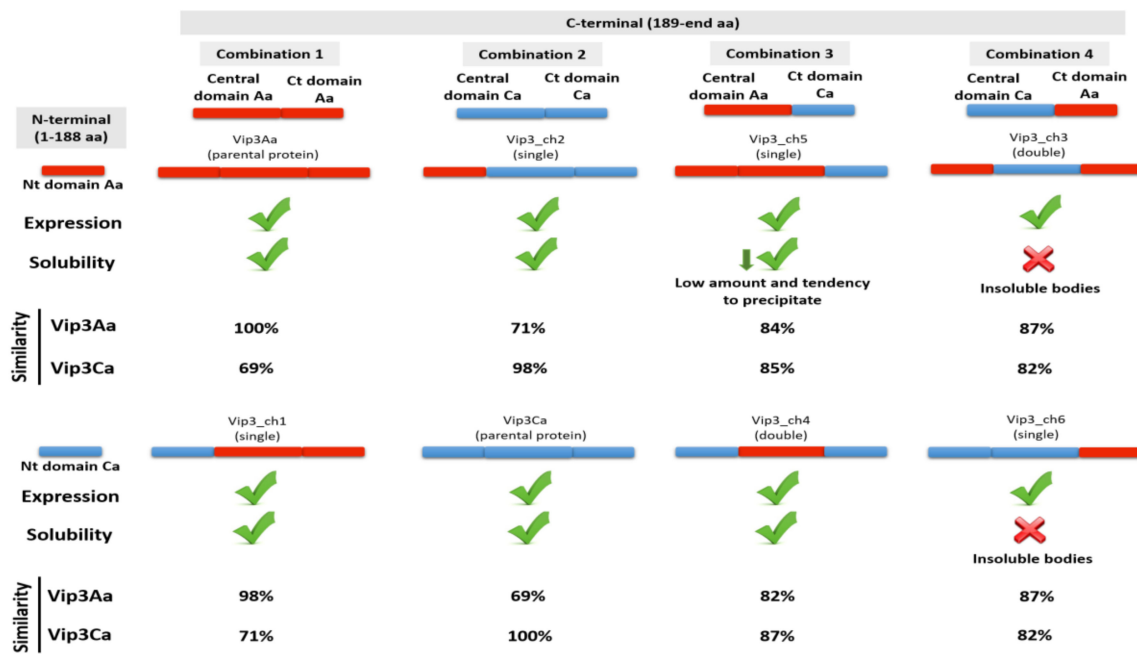 C-terminal (189-end aa)
Combination 1 Combination 2 Combination 3 Combination 4
Central domain Aa Ct domain Aa Central domain Ca Ct domain Ca Central domain Aa Ct domain Ca Central domain Ca Ct domain Aa
N-terminal
(1-188 aa)
Vip3Aa Vip3_ch2 Vip3_ch5 Vip3_ch3
(parental protein) (single) (single) (double)
Nt domain Aa
Expression
Solubility
Low amount and tendency
to precipitate
Insoluble bodies
Similarity
Vip3Aa 100% 71% 84% 87%
Vip3Ca 69% 98% 85% 82%
Vip3_ch1 Vip3Ca Vip3_ch4 Vip3_ch6
(single) (parental protein) (double) (single)
Nt domain Ca
Expression
Solubility
Insoluble bodies
Similarity
Vip3Aa 98% 69% 82% 87%
Vip3Ca 71% 100% 87% 82%